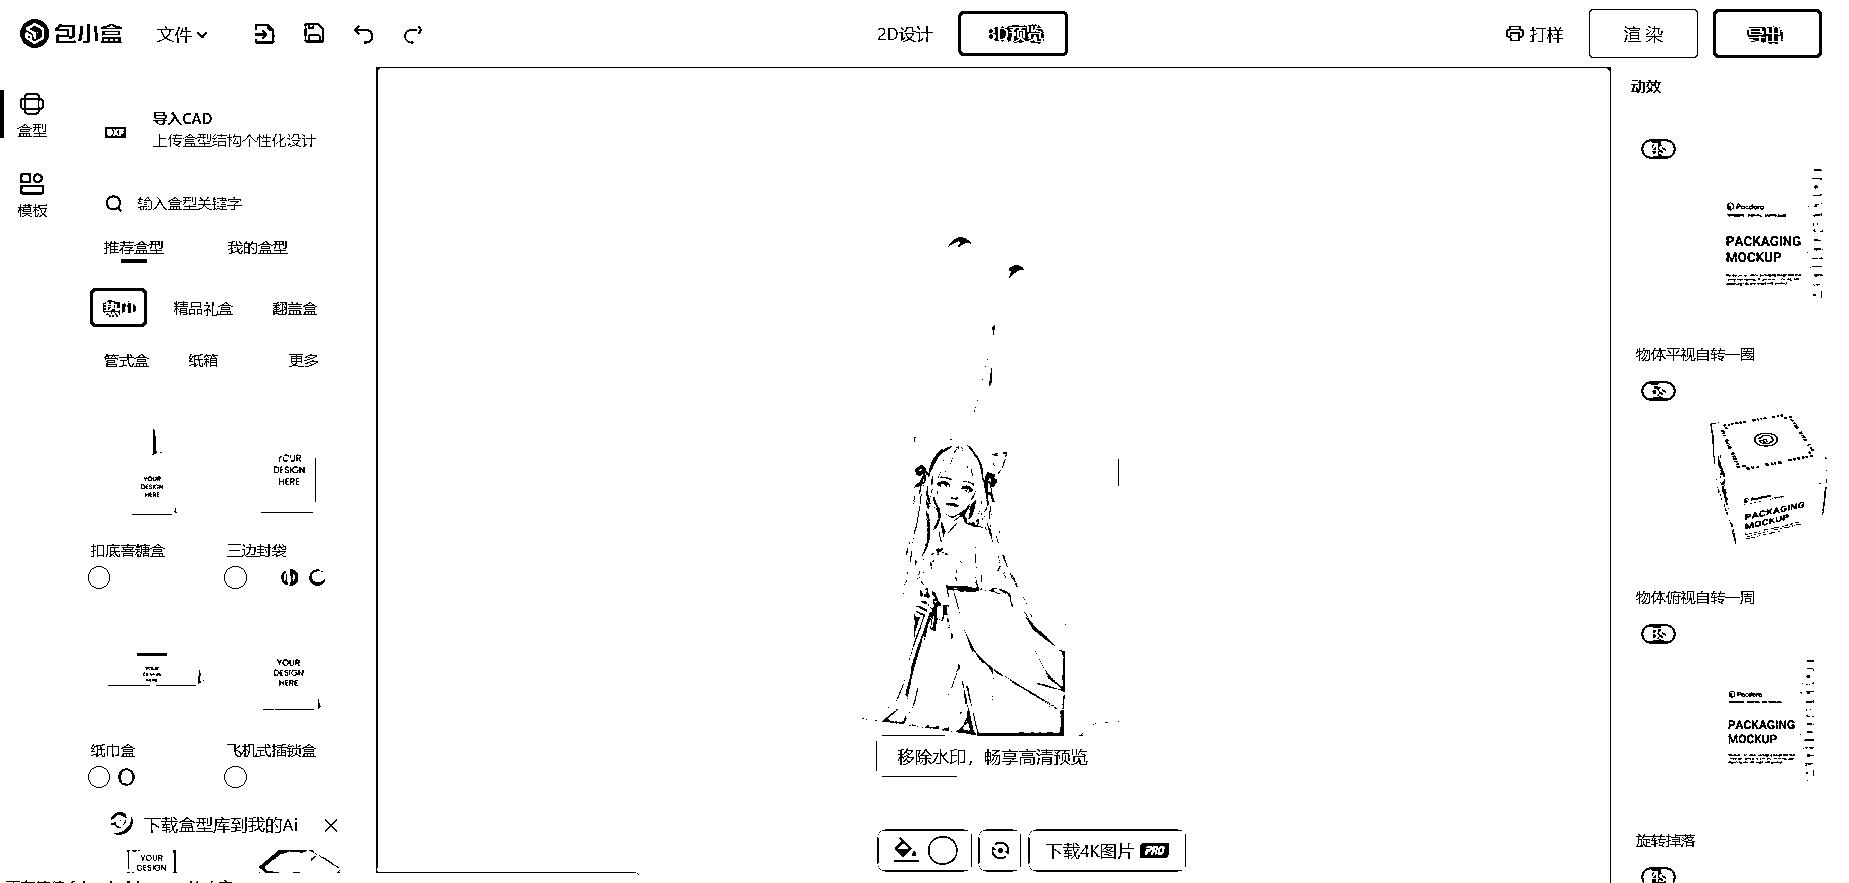 包小盒 文件
2D设计 3D预览
打样 渲染 导出
盒型
模板
导入CAD
DXF
上传盒型结构个性化设计
输入盒型关键字
推荐盒型 我的盒型
精品礼盒 翻盖盒
管式盒 纸箱 更多
YOUR
DESIGN
HERE
YOUR
DESIGN
HERE
扣底喜糖盒 三边封袋
YOUR
DESIGN
HERE
纸巾盒 飞机式插锁盒
下载盒型库到我的Ai
YOUR
DESIGN
移除水印，畅享高清预览
下载4K图片 PRO
动效
4s
Pacdora
PACKAGING
MOCKUP
物体平视自转一圈
Pacdora
PACKAGING
MOCKUP
物体俯视自转一周
Pacdora
PACKAGING
MOCKUP
旋转掉落
4s